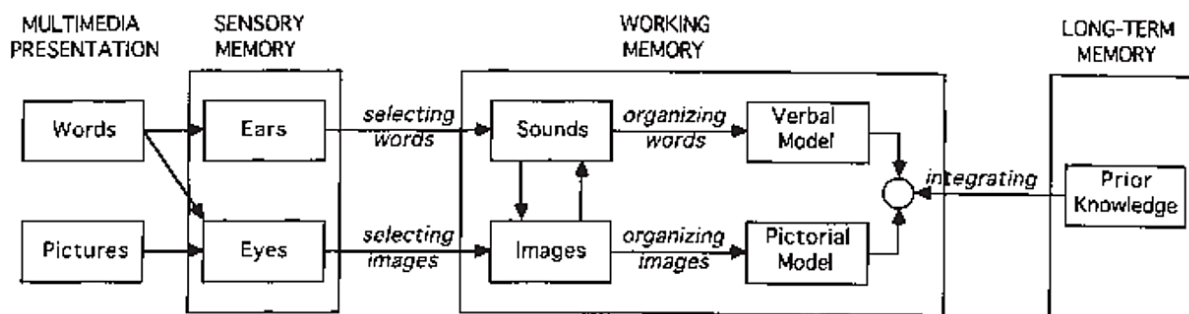 MULTIMEDIA
PRESENTATION
SENSORY
MEMORY
WORKING
MEMORY
LONG-TERM
MEMORY
Words
Ears
selecting
words
Sounds
organizing
words
Verbal
Model
integrating
Prior
Knowledge
Pictures
Eyes
selecting
images
Images
organizing
images
Pictorial
Model